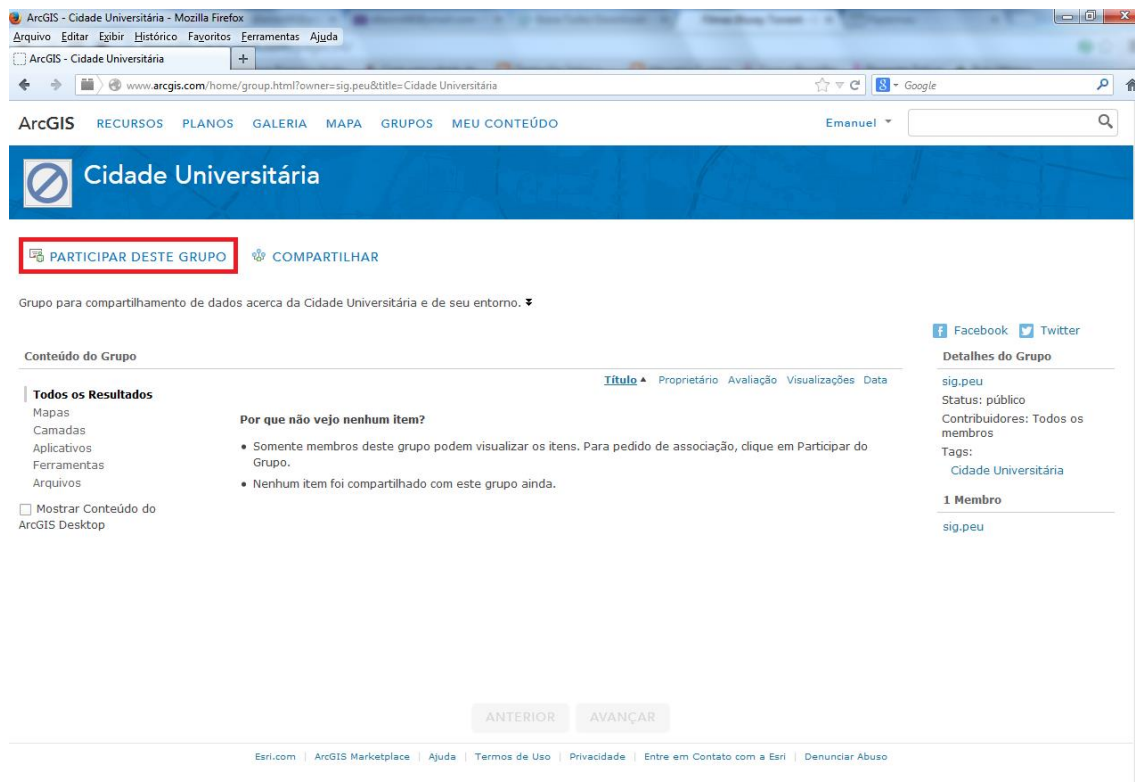 ArcGIS - Cidade Universitária - Mozilla Firefox
Arquivo Editar Exibir Histórico Favoritos Ferramentas Ajuda
ArcGIS - Cidade Universitária +
www.arcgis.com/home/group.html?owner=sig.peu&title=Cidade Universitária
Google
ArcGIS RECURSOS PLANOS GALERIA MAPA GRUPOS MEU CONTEÚDO Emanuel
Cidade Universitária
PARTICIPAR DESTE GRUPO COMPARTILHAR
Grupo para compartilhamento de dados acerca da Cidade Universitária e de seu entorno.
Facebook Twitter
Conteúdo do Grupo
Título Proprietário Avaliação Visualizações Data
Todos os Resultados
Mapas
Camadas
Aplicativos
Ferramentas
Arquivos
Mostrar Conteúdo do
ArcGIS Desktop
Por que não vejo nenhum item?
• Somente membros deste grupo podem visualizar os itens. Para pedido de associação, clique em Participar do
Grupo.
• Nenhum item foi compartilhado com este grupo ainda.
Detalhes do Grupo
sig.peu
Status: público
Contribuidores: Todos os
membros
Tags:
Cidade Universitária
1 Membro
sig.peu
ANTERIOR AVANÇAR
Esri.com | ArcGIS Marketplace | Ajuda | Termos de Uso | Privacidade | Entre em Contato com a Esri | Denunciar Abuso